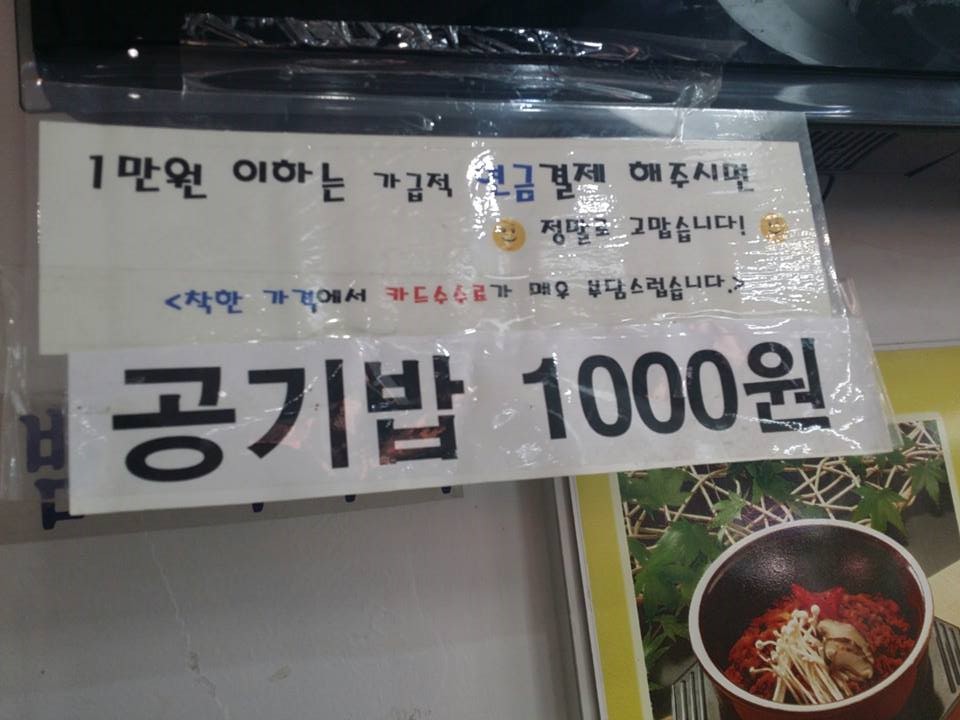 1만원 이하는 가급적 현금결제 해주시면
정말로 고맙습니다!
<착한 가격에서 카드수수료가 매우 부담스럽습니다.>
공기밥 1000원